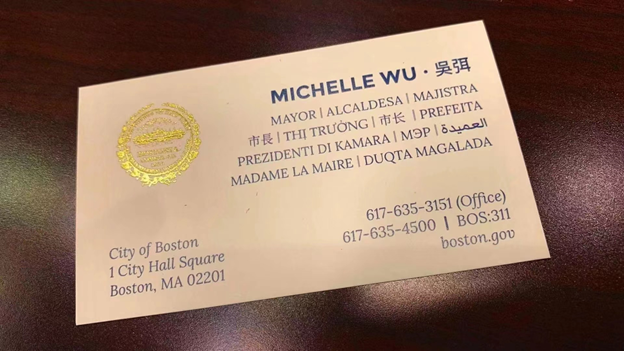 MICHELLE WU · 吳弭
MAYOR | ALCALDESA | MAJISTRA
市長 | THỊ TRƯỞNG | 市长 | PREFEITA
PREZIDENTI DI KAMARA | МЭР | العميدة
MADAME LA MAIRE | DUQTA MAGALADA
617-635-3151 (Office)
617-635-4500 | BOS:311
boston.gov
City of Boston
1 City Hall Square
Boston, MA 02201